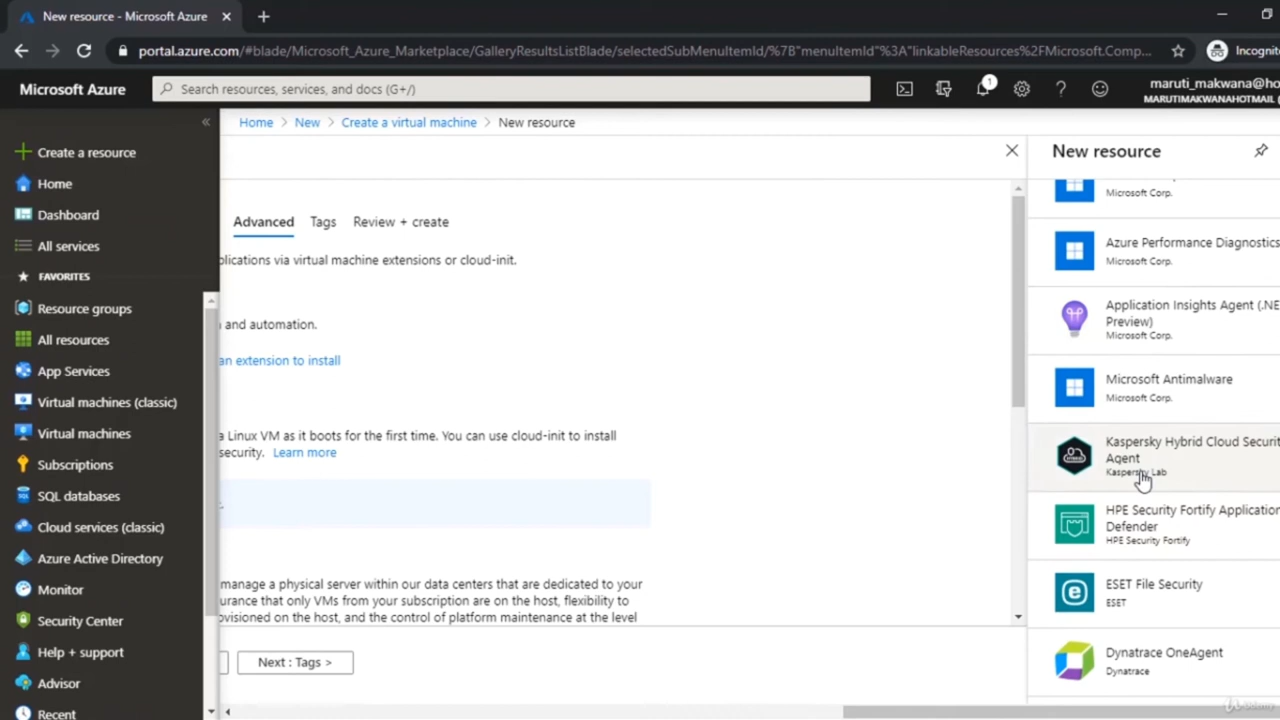 New resource - Microsoft Azure
portal.azure.com/#blade/Microsoft_Azure_Marketplace/GalleryResultsListBlade/selectedSubMenuItemId/%7B"menuItemId"%3A"linkableResources%2FMicrosoft.Comp...
Incognito
Microsoft Azure
Search resources, services, and docs (G+/)
1
maruti_makwana@ho
MARUTIMAKWANAHOTMAIL (
Home > New > Create a virtual machine > New resource
Create a resource
Home
Dashboard
All services
FAVORITES
Resource groups
All resources
App Services
Virtual machines (classic)
Virtual machines
Subscriptions
SQL databases
Cloud services (classic)
Azure Active Directory
Monitor
Security Center
Help + support
Advisor
Recent
Advanced Tags Review + create
plications via virtual machine extensions or cloud-init.
and automation.
an extension to install
a Linux VM as it boots for the first time. You can use cloud-init to install
security. Learn more
manage a physical server within our data centers that are dedicated to your
urance that only VMs from your subscription are on the host, flexibility to
ovisioned on the host, and the control of platform maintenance at the level
Next : Tags >
New resource
Microsoft Corp.
Azure Performance Diagnostics
Microsoft Corp.
Application Insights Agent (.NE
Preview)
Microsoft Corp.
Microsoft Antimalware
Microsoft Corp.
Kaspersky Hybrid Cloud Securit
Agent
Kaspersky Lab
HPE Security Fortify Application
Defender
HPE Security Fortify
ESET File Security
ESET
Dynatrace OneAgent
Dynatrace
Udemy